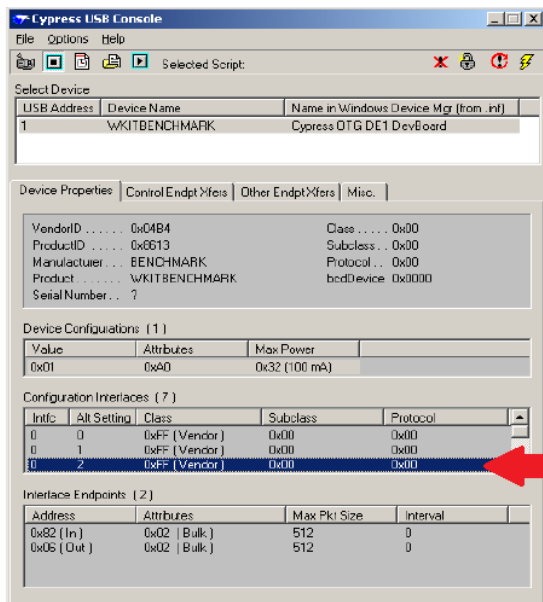 Cypress USB Console
File Options Help
Selected Script:
Select Device
USB Address Device Name Name in Windows Device Mgr (from .inf)
1 WKITBENCHMARK Cypress OTG DE1 DevBoard
Device Properties Control Endpt Xfers Other Endpt Xfers Misc.
VendorID . . . . . . 0x04B4 Class . . . . . 0x00
ProductID . . . . . 0x8613 Subclass . . 0x00
Manufacturer . . . BENCHMARK Protocol . . . 0x00
Product . . . . . . . WKITBENCHMARK bcdDevice 0x0000
Serial Number . . ?
Device Configurations ( 1 )
Value Attributes Max Power
0x01 0xA0 0x32 (100 mA)
Configuration Interfaces ( 7 )
Intfc Alt Setting Class Subclass Protocol
0 0 0xFF ( Vendor ) 0x00 0x00
0 1 0xFF ( Vendor ) 0x00 0x00
0 2 0xFF ( Vendor ) 0x00 0x00
Interface Endpoints ( 2 )
Address Attributes Max Pkt Size Interval
0x82 ( In ) 0x02 ( Bulk ) 512 0
0x06 ( Out ) 0x02 ( Bulk ) 512 0